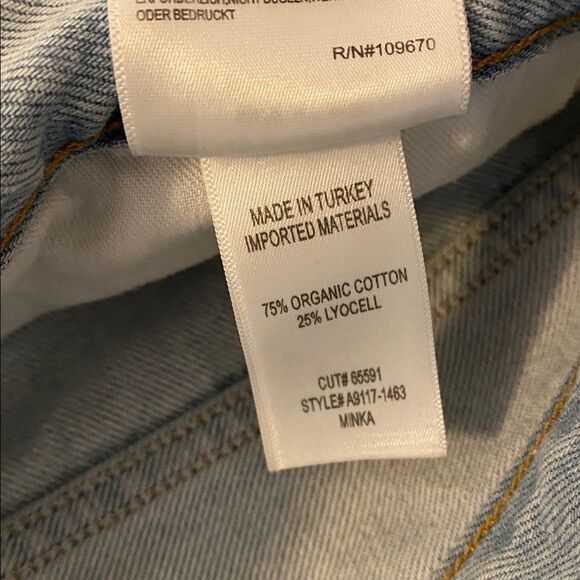 ODER BEDRUCKT
R/N#109670
MADE IN TURKEY
IMPORTED MATERIALS
75% ORGANIC COTTON
25% LYOCELL
CUT# 65591
STYLE# A9117-1463
MINKA